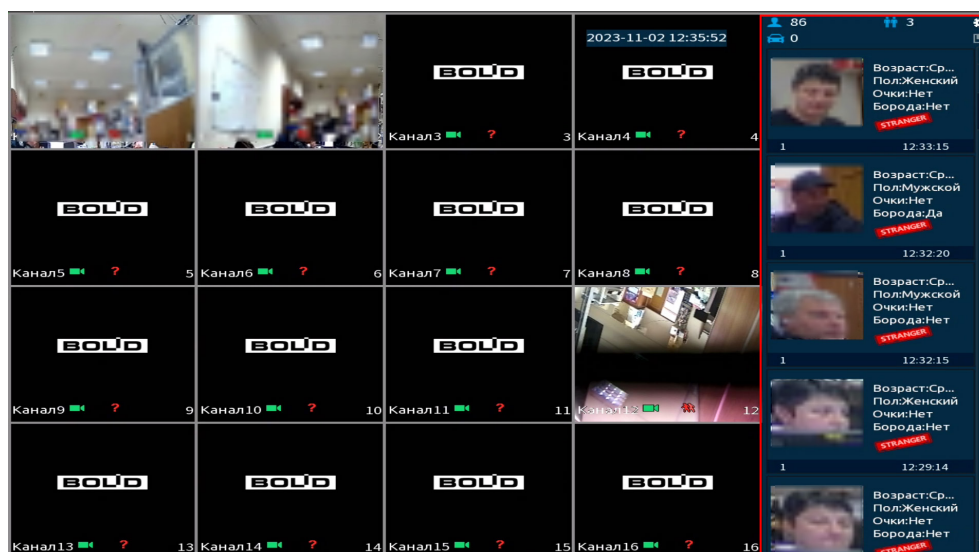 2023-11-02 12:35:52
BOLID
BOLID
Канал3 ? 3
Канал4 ? 4
BOLID
BOLID
BOLID
BOLID
Канал5 ? 5
Канал6 ? 6
Канал7 ? 7
Канал8 ? 8
BOLID
BOLID
BOLID
Канал9 ? 9
Канал10 ? 10
Канал11 ? 11
Канал12 12
BOLID
BOLID
BOLID
BOLID
Канал13 ? 13
Канал14 ? 14
Канал15 ? 15
Канал16 ? 16
86 3
0
Возраст:Ср...
Пол:Женский
Очки:Нет
Борода:Нет
STRANGER
1 12:33:15
Возраст:Ср...
Пол:Мужской
Очки:Нет
Борода:Да
STRANGER
1 12:32:20
Возраст:Ср...
Пол:Мужской
Очки:Нет
Борода:Нет
STRANGER
1 12:32:15
Возраст:Ср...
Пол:Женский
Очки:Нет
Борода:Нет
STRANGER
1 12:29:14
Возраст:Ср...
Пол:Женский
Очки:Нет
Борода:Нет
STRANGER